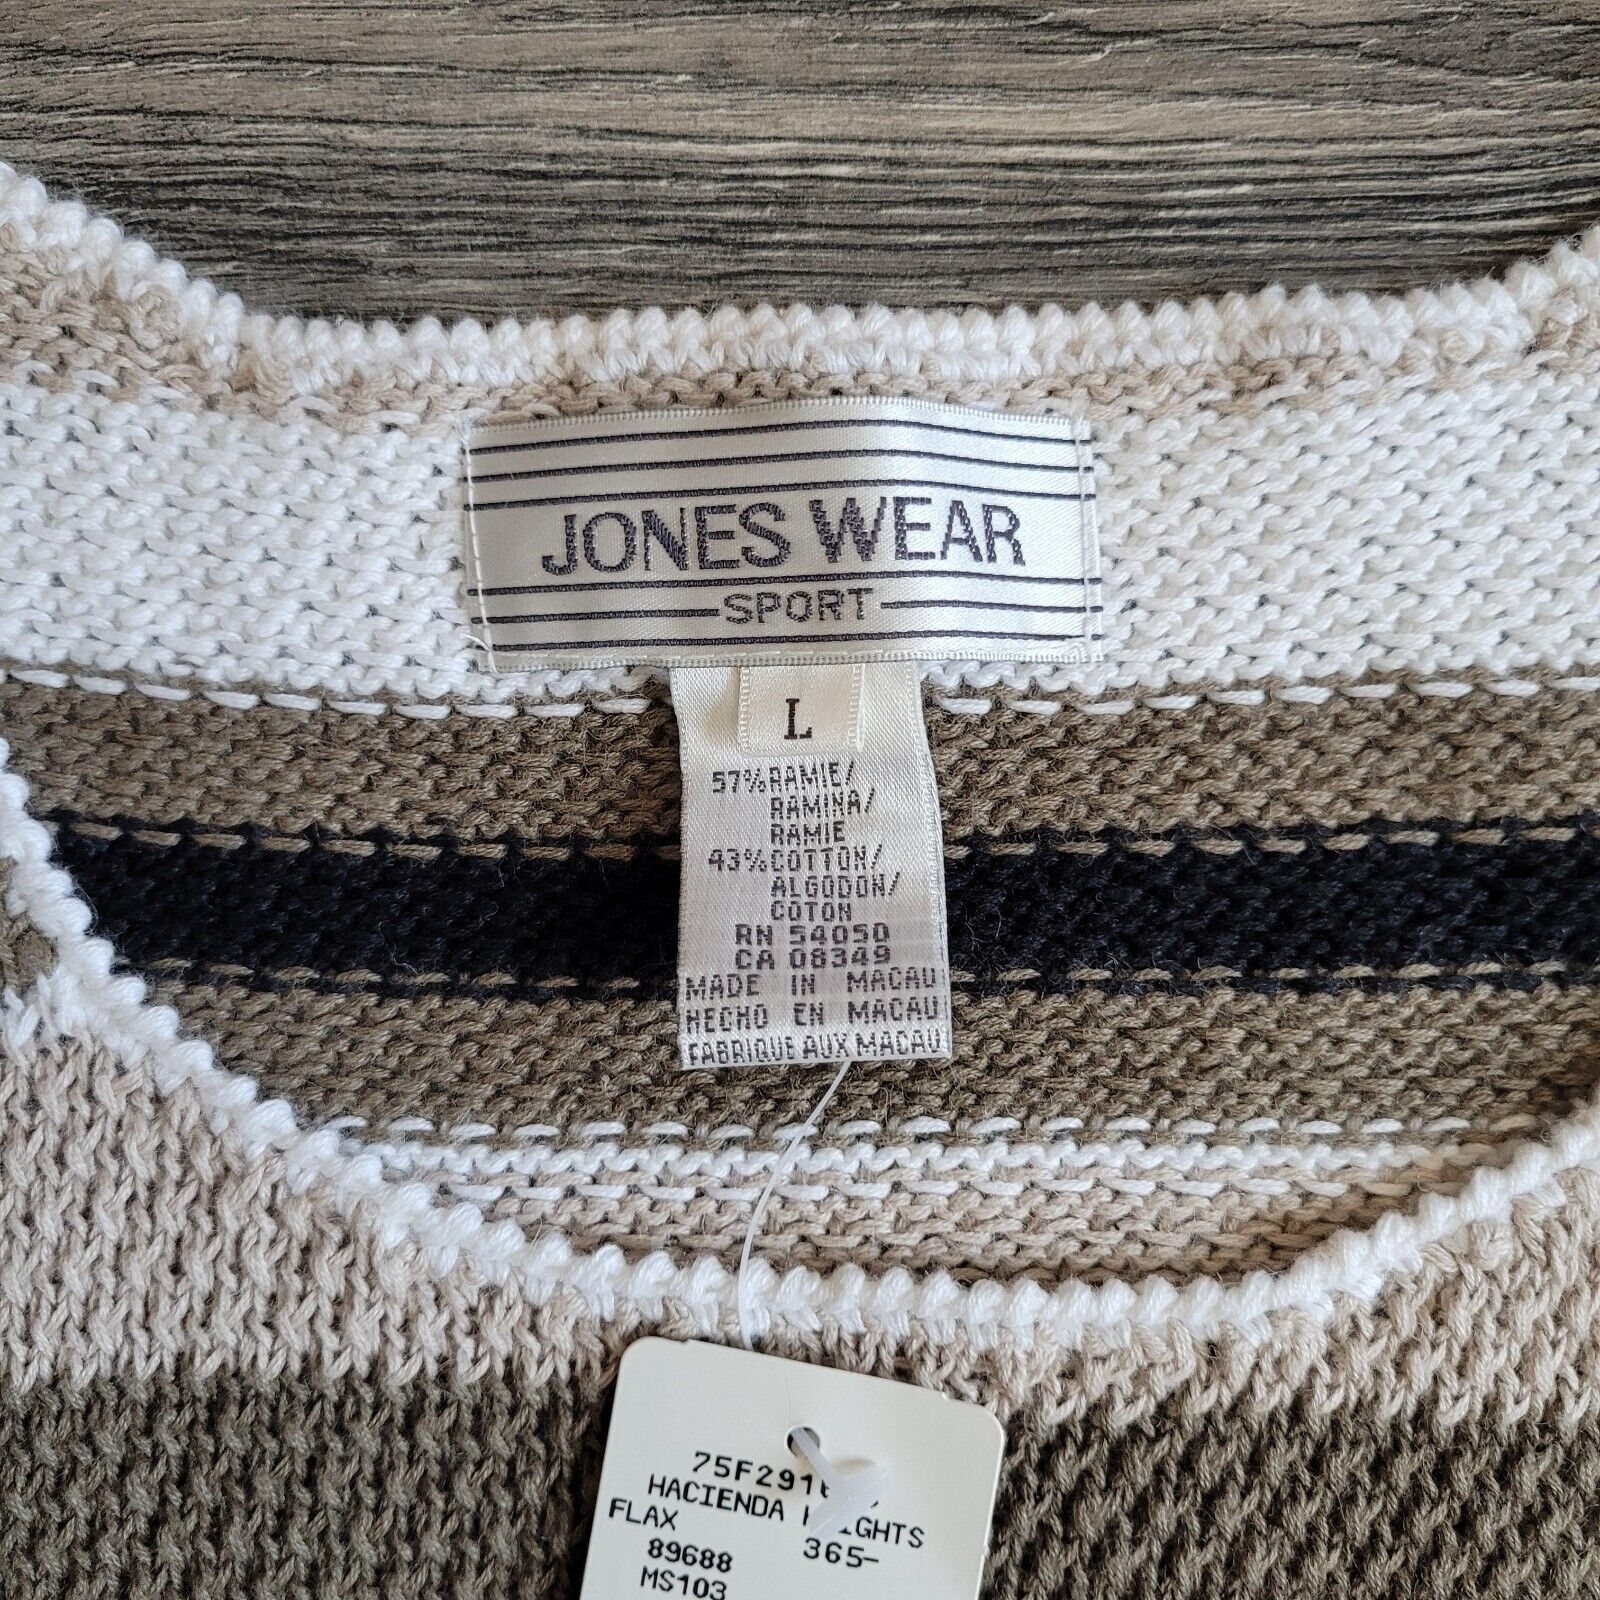 JONES WEAR
SPORT
L
57% RAMIE/
RAMINA/
RAMIE
43% COTTON/
ALGODON/
COTON
RN 54050
CA 08349
MADE IN MACAU
HECHO EN MACAU
FABRIQUE AUX MACAU
HACIENDA
FLAX
365-
89688
MS103